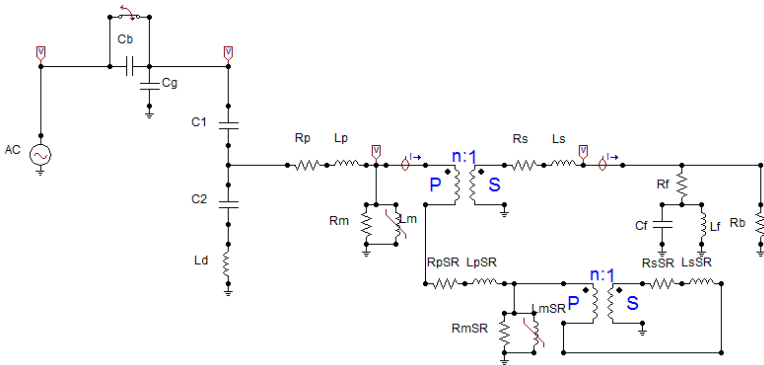 V
Cb
V
Cg
C1
AC
Rp Lp
V
I
n:1
Rs Ls
V
I
P S
Rf
C2
Rm
Lm
Cf
Lf
Rb
Ld
RpSR LpSR
n:1
RsSR LsSR
P S
RmSR
LmSR